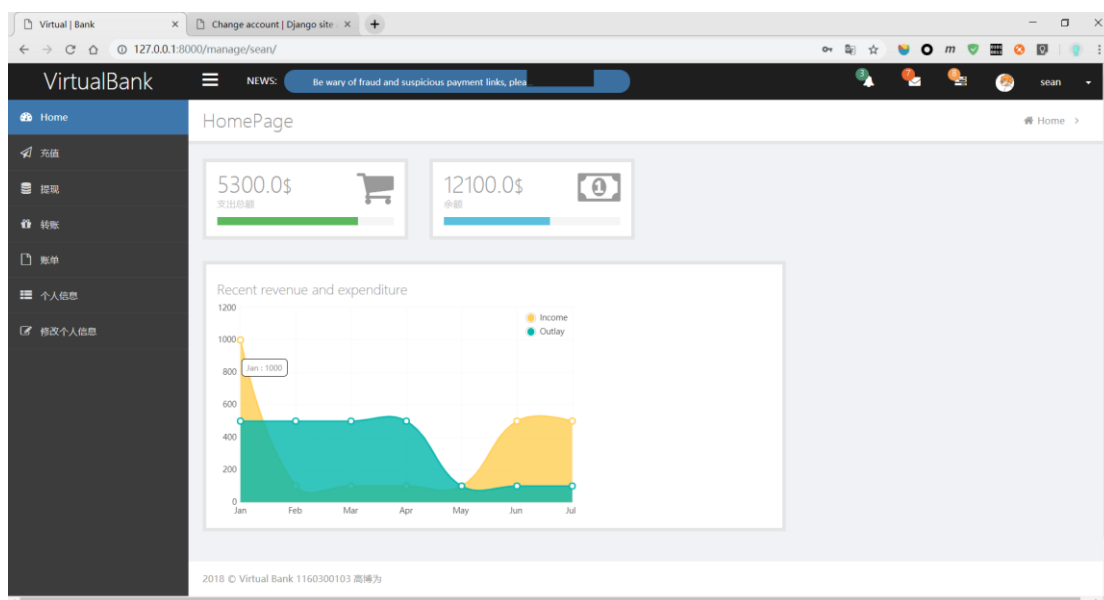 Virtual | Bank
Change account | Django site
127.0.0.1:8000/manage/sean/
VirtualBank
NEWS:
Be wary of fraud and suspicious payment links, plea
3
7
sean
Home
HomePage
Home
充值
提现
转账
账单
个人信息
修改个人信息
5300.0$
支出总额
12100.0$
余额
Recent revenue and expenditure
1200
1000
800
600
400
200
0
Jan : 1000
Income
Outlay
Jan Feb Mar Apr May Jun Jul
2018 © Virtual Bank 1160300103 高博为